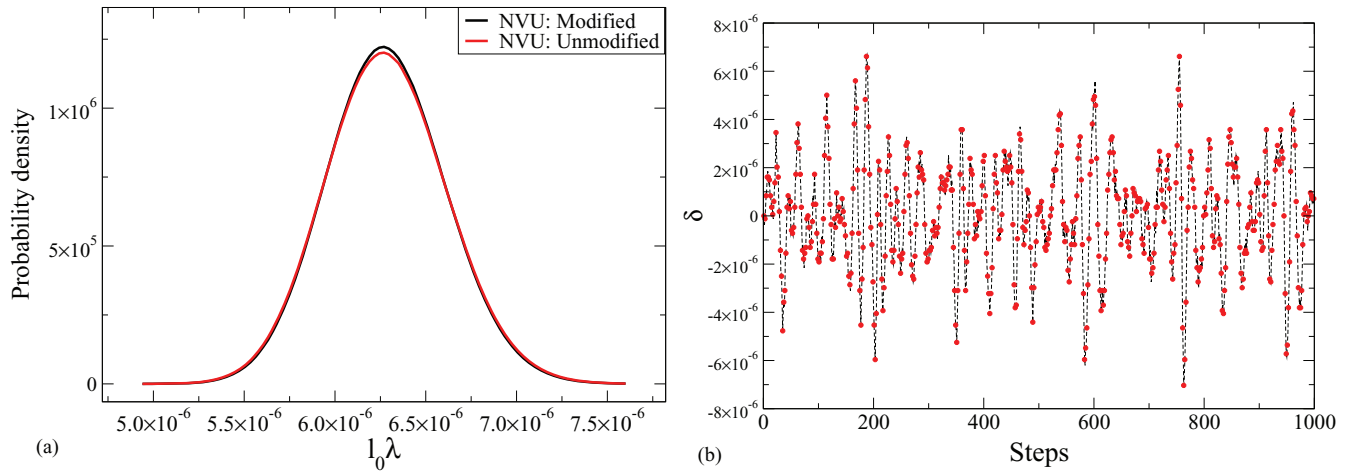 NVU: Modified
NVU: Unmodified
Probability density
1×10⁶
5×10⁵
0
5.0×10⁻⁶ 5.5×10⁻⁶ 6.0×10⁻⁶ 6.5×10⁻⁶ 7.0×10⁻⁶ 7.5×10⁻⁶
l₀λ
(a)
δ
8×10⁻⁶
6×10⁻⁶
4×10⁻⁶
2×10⁻⁶
0
-2×10⁻⁶
-4×10⁻⁶
-6×10⁻⁶
-8×10⁻⁶
0 200 400 600 800 1000
Steps
(b)